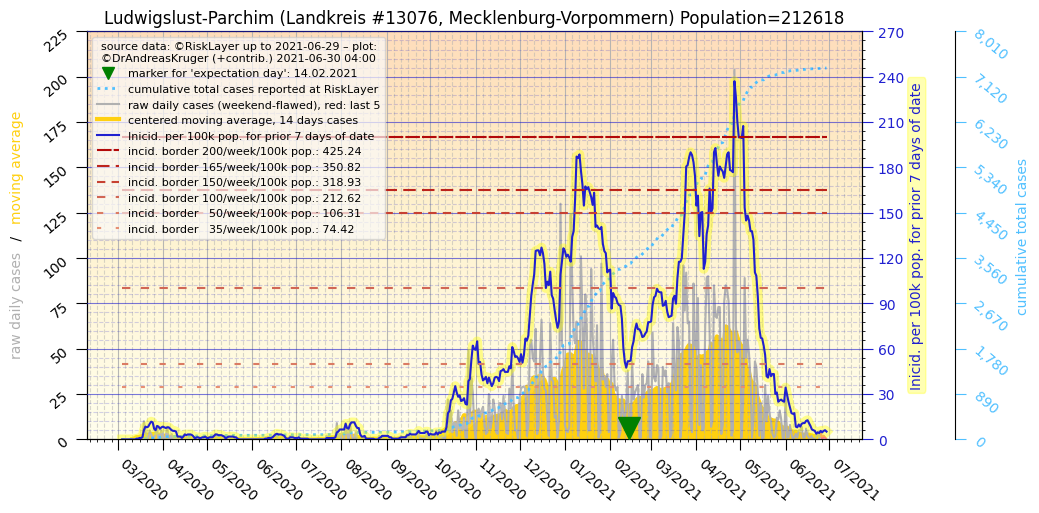 Ludwigslust-Parchim (Landkreis #13076, Mecklenburg-Vorpommern) Population=212618
source data: ©RiskLayer up to 2021-06-29 – plot:
©DrAndreasKruger (+contrib.) 2021-06-30 04:00
marker for 'expectation day': 14.02.2021
cumulative total cases reported at RiskLayer
raw daily cases (weekend-flawed), red: last 5
centered moving average, 14 days cases
Inicid. per 100k pop. for prior 7 days of date
incid. border 200/week/100k pop.: 425.24
incid. border 165/week/100k pop.: 350.82
incid. border 150/week/100k pop.: 318.93
incid. border 100/week/100k pop.: 212.62
incid. border 50/week/100k pop.: 106.31
incid. border 35/week/100k pop.: 74.42
raw daily cases / moving average
225
200
175
150
125
100
75
50
25
0
03/2020
04/2020
05/2020
06/2020
07/2020
08/2020
09/2020
10/2020
11/2020
12/2020
01/2021
02/2021
03/2021
04/2021
05/2021
06/2021
07/2021
270
240
210
180
150
120
90
60
30
0
Inicid. per 100k pop. for prior 7 days of date
8,010
7,120
6,230
5,340
4,450
3,560
2,670
1,780
890
0
cumulative total cases